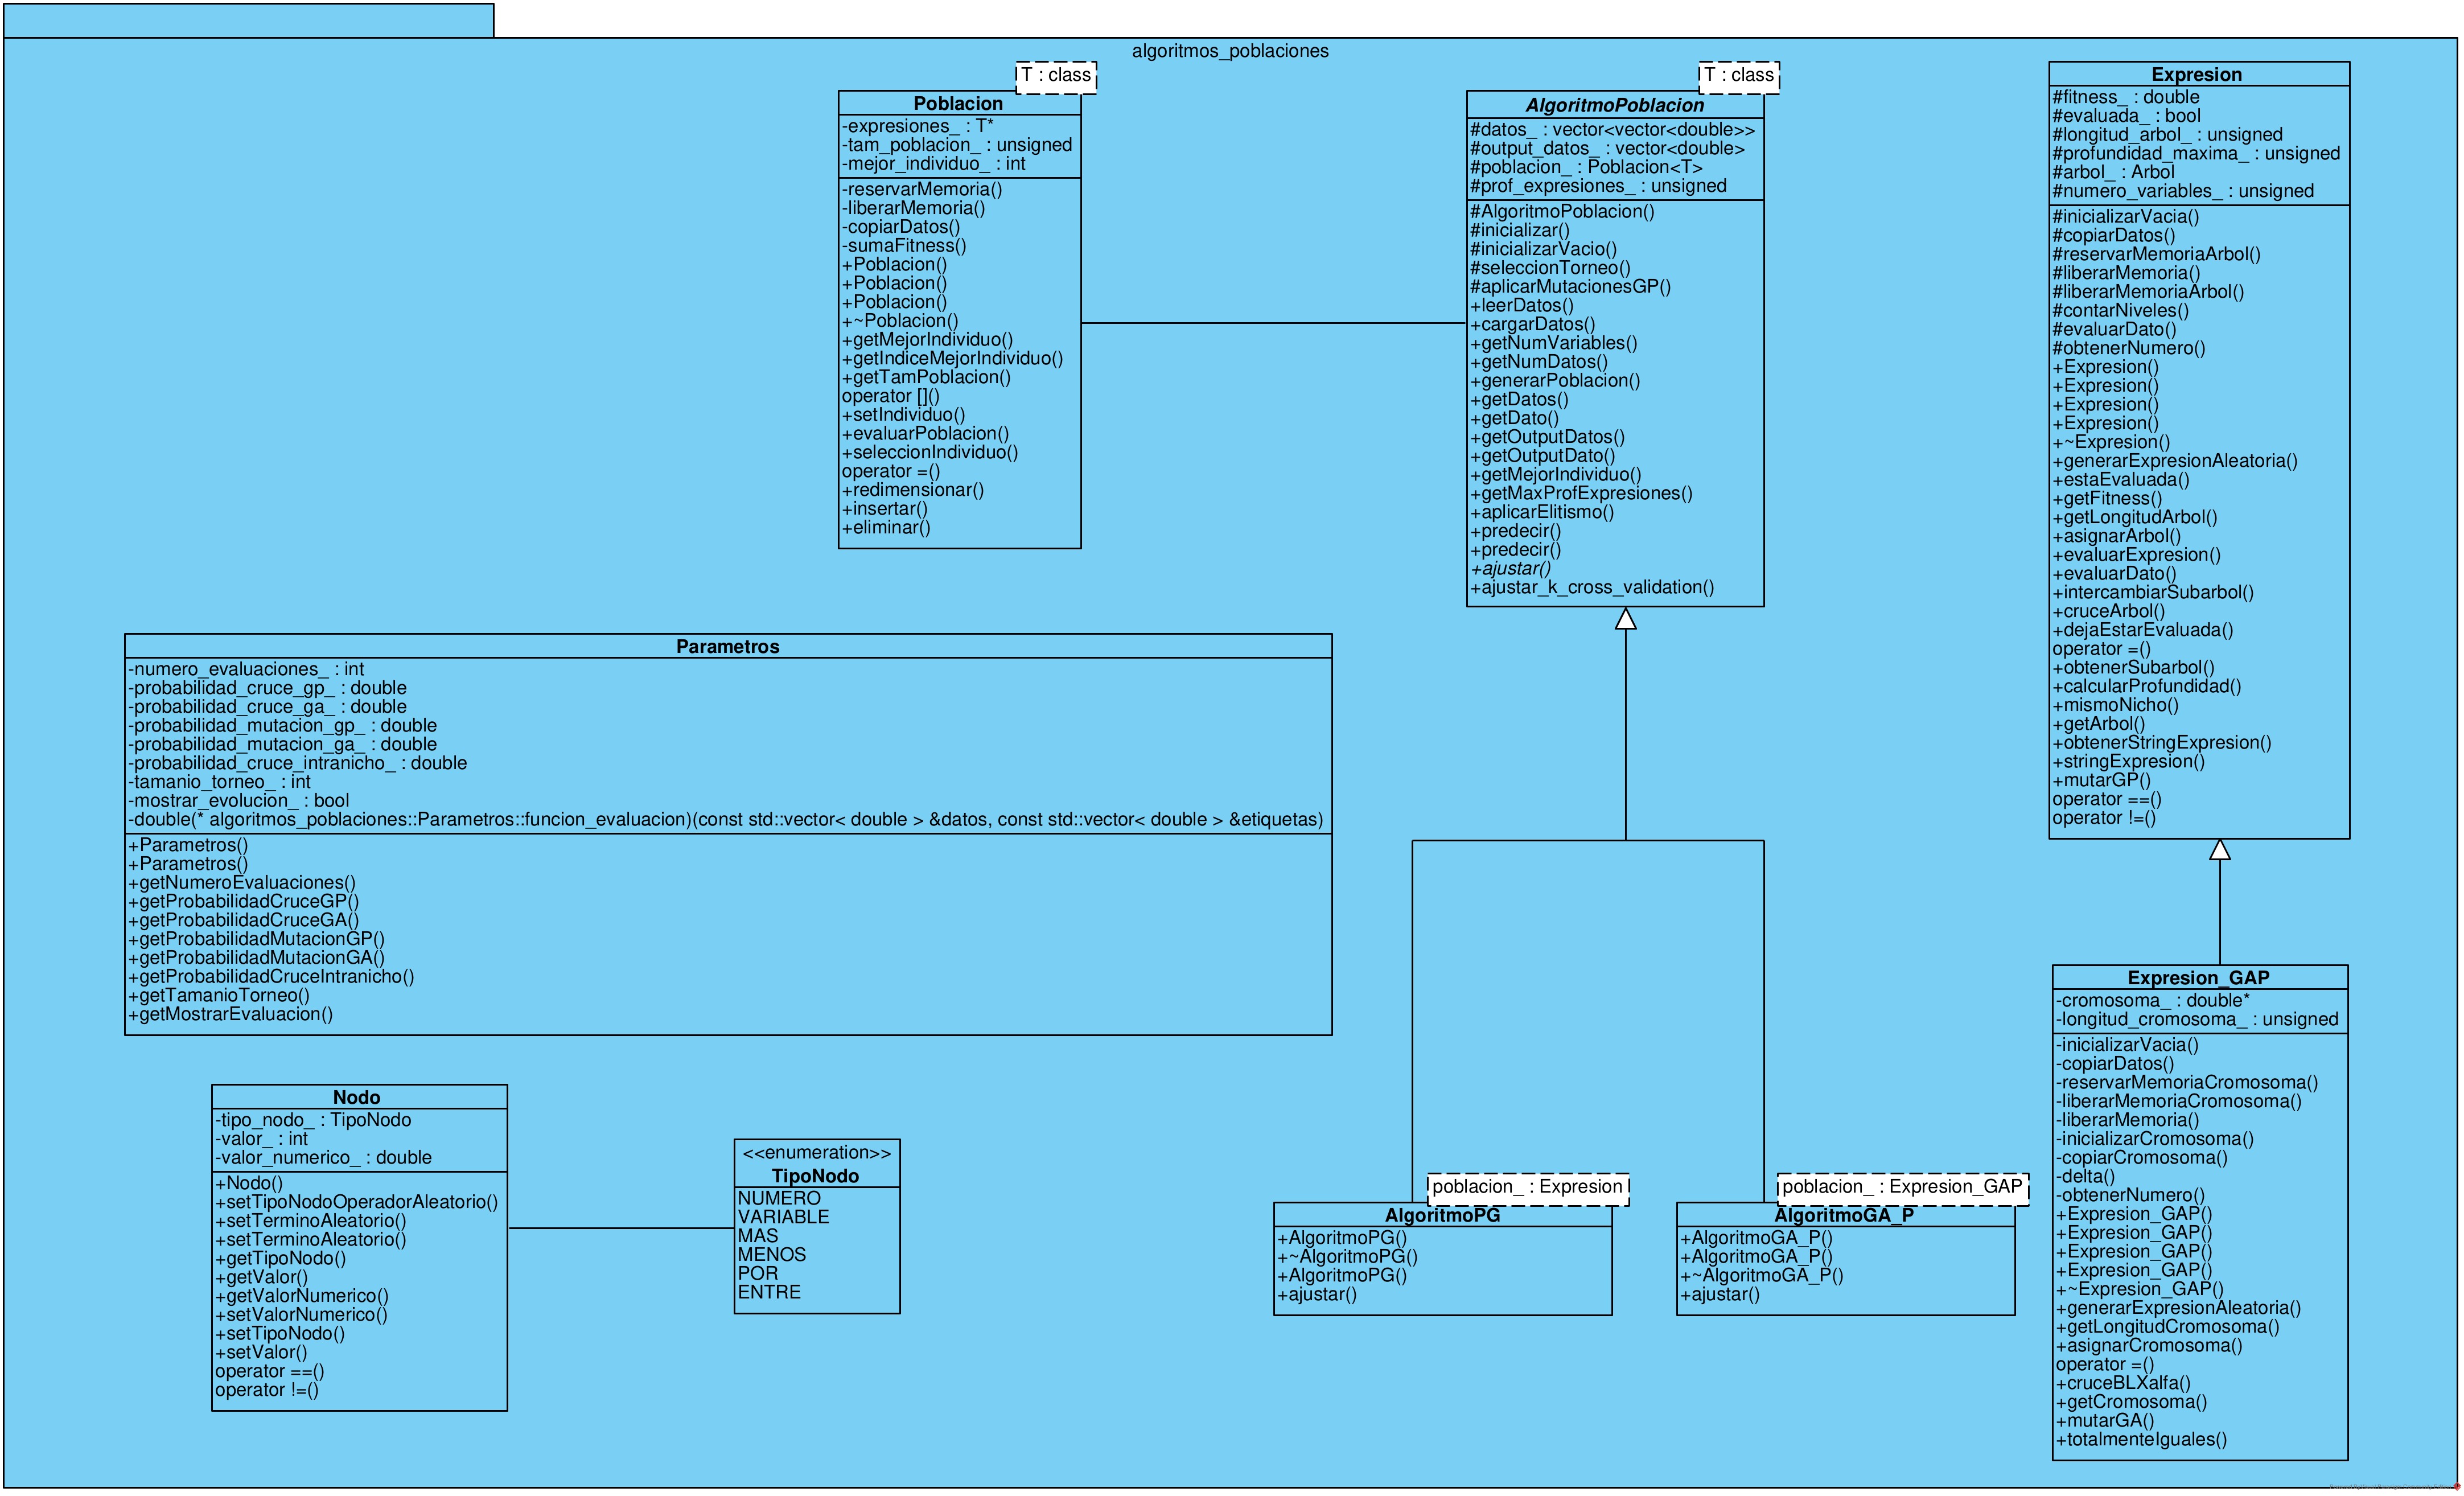 algoritmos_poblaciones
T : class
Poblacion
-expresiones_ : T*
-tam_poblacion_ : unsigned
-mejor_individuo_ : int
-reservarMemoria()
-liberarMemoria()
-copiarDatos()
-sumaFitness()
+Poblacion()
+Poblacion()
+Poblacion()
+~Poblacion()
+getMejorIndividuo()
+getIndiceMejorIndividuo()
+getTamPoblacion()
operator []()
+setIndividuo()
+evaluarPoblacion()
+seleccionIndividuo()
operator =()
+redimensionar()
+insertar()
+eliminar()
T : class
AlgoritmoPoblacion
#datos_ : vector<vector<double>>
#output_datos_ : vector<double>
#poblacion_ : Poblacion<T>
#prof_expresiones_ : unsigned
#AlgoritmoPoblacion()
#inicializar()
#inicializarVacio()
#seleccionTorneo()
#aplicarMutacionesGP()
+leerDatos()
+cargarDatos()
+getNumVariables()
+getNumDatos()
+generarPoblacion()
+getDatos()
+getDato()
+getOutputDatos()
+getOutputDato()
+getMejorIndividuo()
+getMaxProfExpresiones()
+aplicarElitismo()
+predecir()
+predecir()
+ajustar()
+ajustar_k_cross_validation()
Expresion
#fitness_ : double
#evaluada_ : bool
#longitud_arbol_ : unsigned
#profundidad_maxima_ : unsigned
#arbol_ : Arbol
#numero_variables_ : unsigned
#inicializarVacia()
#copiarDatos()
#reservarMemoriaArbol()
#liberarMemoria()
#liberarMemoriaArbol()
#contarNiveles()
#evaluarDato()
#obtenerNumero()
+Expresion()
+Expresion()
+Expresion()
+Expresion()
+~Expresion()
+generarExpresionAleatoria()
+estaEvaluada()
+getFitness()
+getLongitudArbol()
+asignarArbol()
+evaluarExpresion()
+evaluarDato()
+intercambiarSubarbol()
+cruceArbol()
+dejaEstarEvaluada()
operator =()
+obtenerSubarbol()
+calcularProfundidad()
+mismoNicho()
+getArbol()
+obtenerStringExpresion()
+stringExpresion()
+mutarGP()
operator ==()
operator !=()
Parametros
-numero_evaluaciones_ : int
-probabilidad_cruce_gp_ : double
-probabilidad_cruce_ga_ : double
-probabilidad_mutacion_gp_ : double
-probabilidad_mutacion_ga_ : double
-probabilidad_cruce_intranicho_ : double
-tamanio_torneo_ : int
-mostrar_evolucion_ : bool
-double(* algoritmos_poblaciones::Parametros::funcion_evaluacion)(const std::vector< double > &datos, const std::vector< double > &etiquetas)
+Parametros()
+Parametros()
+getNumeroEvaluaciones()
+getProbabilidadCruceGP()
+getProbabilidadCruceGA()
+getProbabilidadMutacionGP()
+getProbabilidadMutacionGA()
+getProbabilidadCruceIntranicho()
+getTamanioTorneo()
+getMostrarEvaluacion()
Nodo
-tipo_nodo_ : TipoNodo
-valor_ : int
-valor_numerico_ : double
+Nodo()
+setTipoNodoOperadorAleatorio()
+setTerminoAleatorio()
+setTerminoAleatorio()
+getTipoNodo()
+getValor()
+getValorNumerico()
+setValorNumerico()
+setTipoNodo()
+setValor()
operator ==()
operator !=()
<<enumeration>>
TipoNodo
NUMERO
VARIABLE
MAS
MENOS
POR
ENTRE
poblacion_ : Expresion
AlgoritmoPG
+AlgoritmoPG()
+~AlgoritmoPG()
+AlgoritmoPG()
+ajustar()
poblacion_ : Expresion_GAP
AlgoritmoGA_P
+AlgoritmoGA_P()
+AlgoritmoGA_P()
+~AlgoritmoGA_P()
+ajustar()
Expresion_GAP
-cromosoma_ : double*
-longitud_cromosoma_ : unsigned
-inicializarVacia()
-copiarDatos()
-reservarMemoriaCromosoma()
-liberarMemoriaCromosoma()
-liberarMemoria()
-inicializarCromosoma()
-copiarCromosoma()
-delta()
-obtenerNumero()
+Expresion_GAP()
+Expresion_GAP()
+Expresion_GAP()
+Expresion_GAP()
+~Expresion_GAP()
+generarExpresionAleatoria()
+getLongitudCromosoma()
+asignarCromosoma()
operator =()
+cruceBLXalfa()
+getCromosoma()
+mutarGA()
+totalmenteIguales()